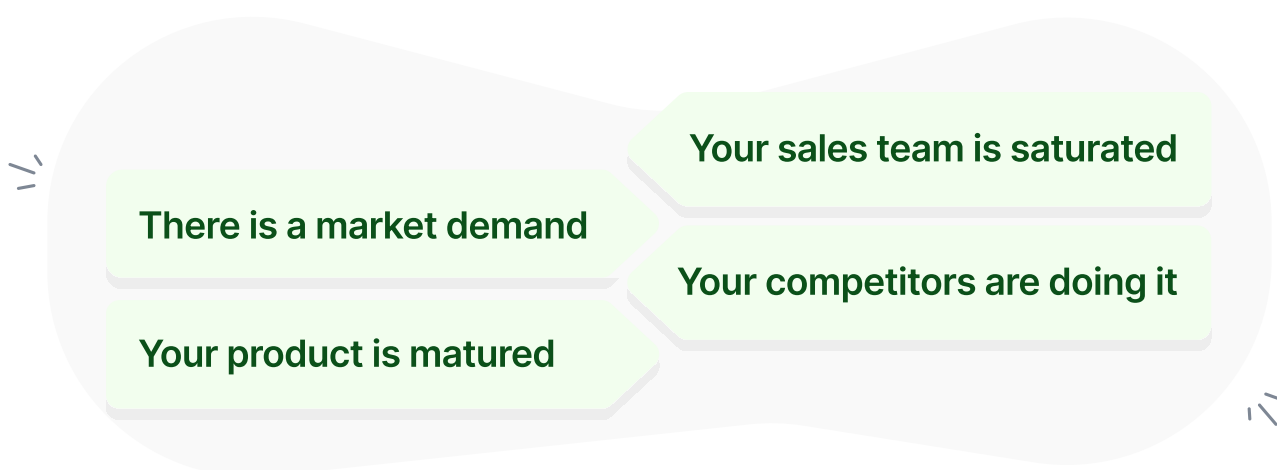 Your sales team is saturated
There is a market demand
Your competitors are doing it
Your product is matured